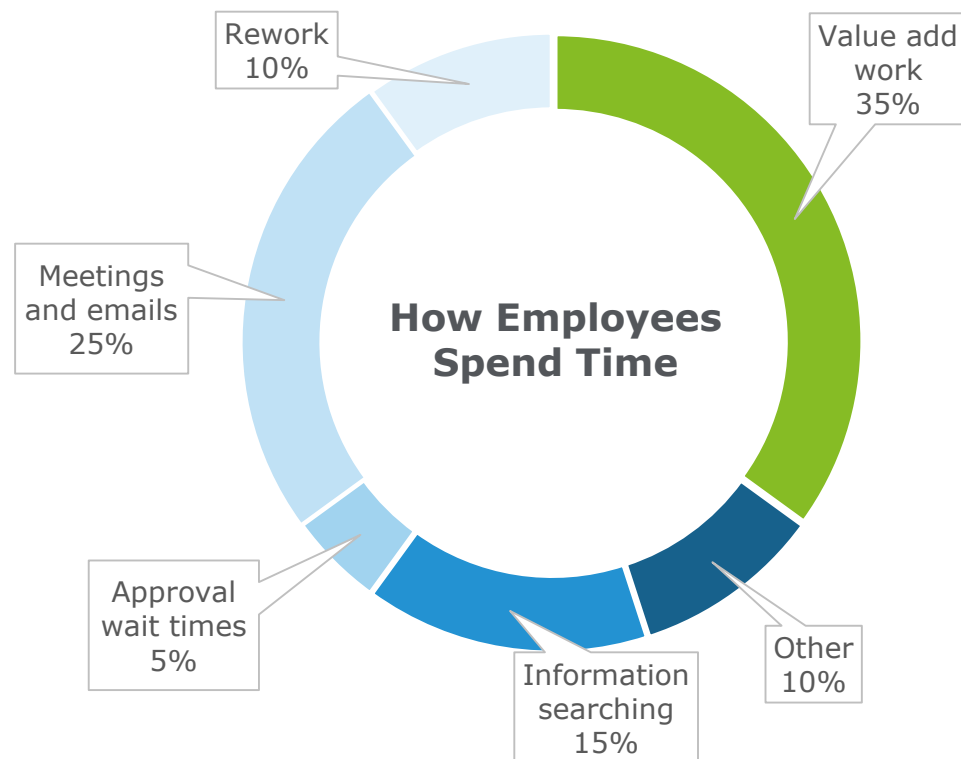 Rework
10%
Value add
work
35%
Meetings
and emails
25%
How Employees
Spend Time
Approval
wait times
5%
Information
searching
15%
Other
10%